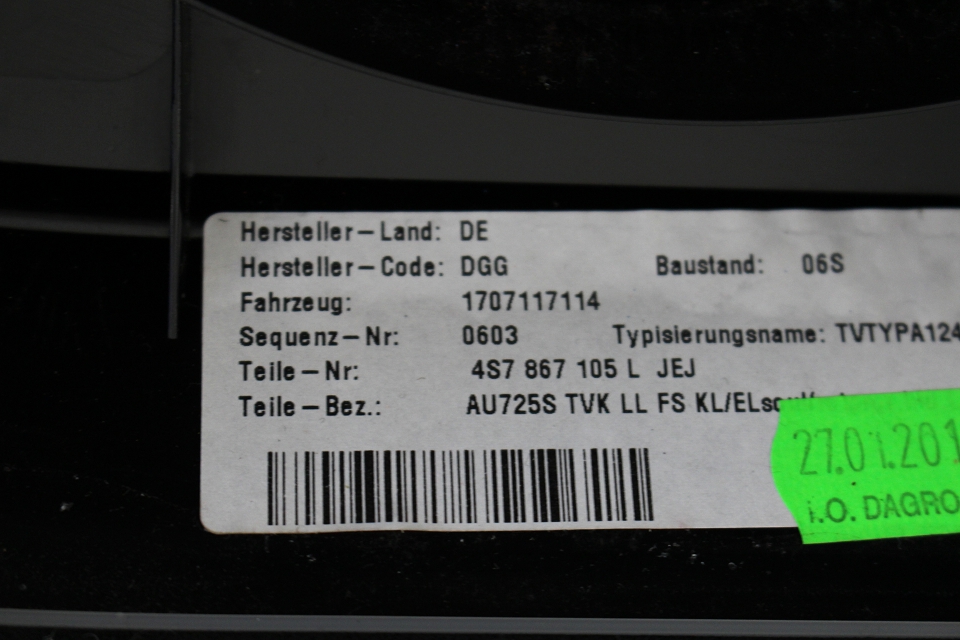 Hersteller-Land: DE
Hersteller-Code: DGG Baustand: 06S
Fahrzeug: 1707117114
Sequenz-Nr: 0603 Typisierungsname: TVTYPA124
Teile-Nr: 4S7 867 105 L JEJ
Teile-Bez.: AU725S TVK LL FS KL/ELsc
27.01.201
i.O. DAGRO